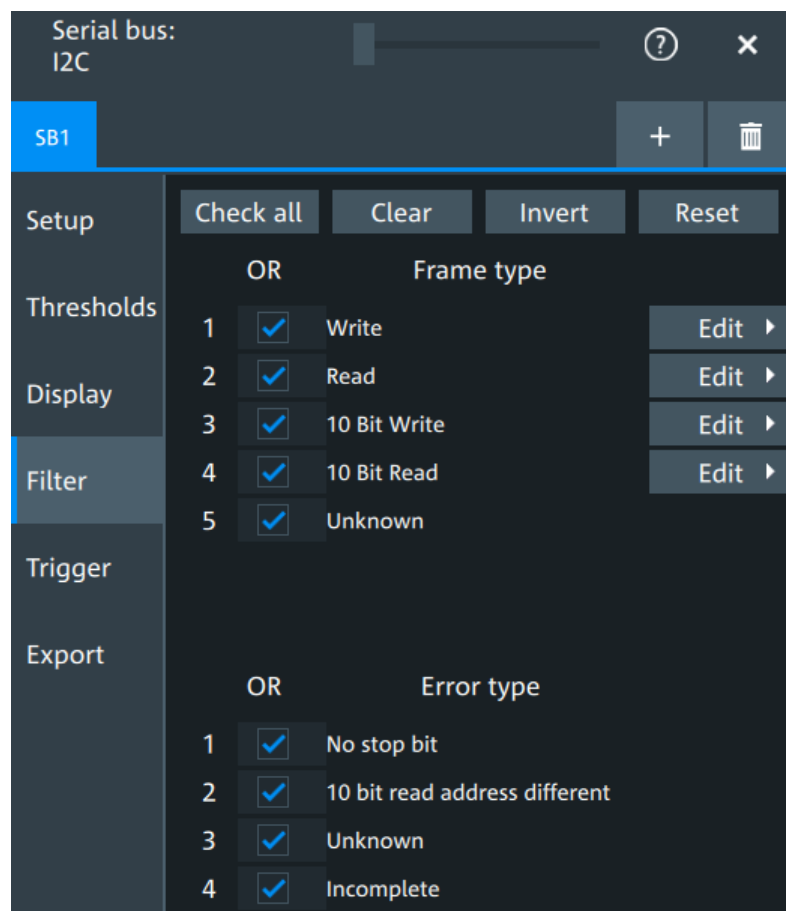 Serial bus:
I2C
?
SB1
+
Setup
Thresholds
Display
Filter
Trigger
Export
Check all Clear Invert Reset
OR Frame type
1 Write Edit
2 Read Edit
3 10 Bit Write Edit
4 10 Bit Read Edit
5 Unknown
OR Error type
1 No stop bit
2 10 bit read address different
3 Unknown
4 Incomplete